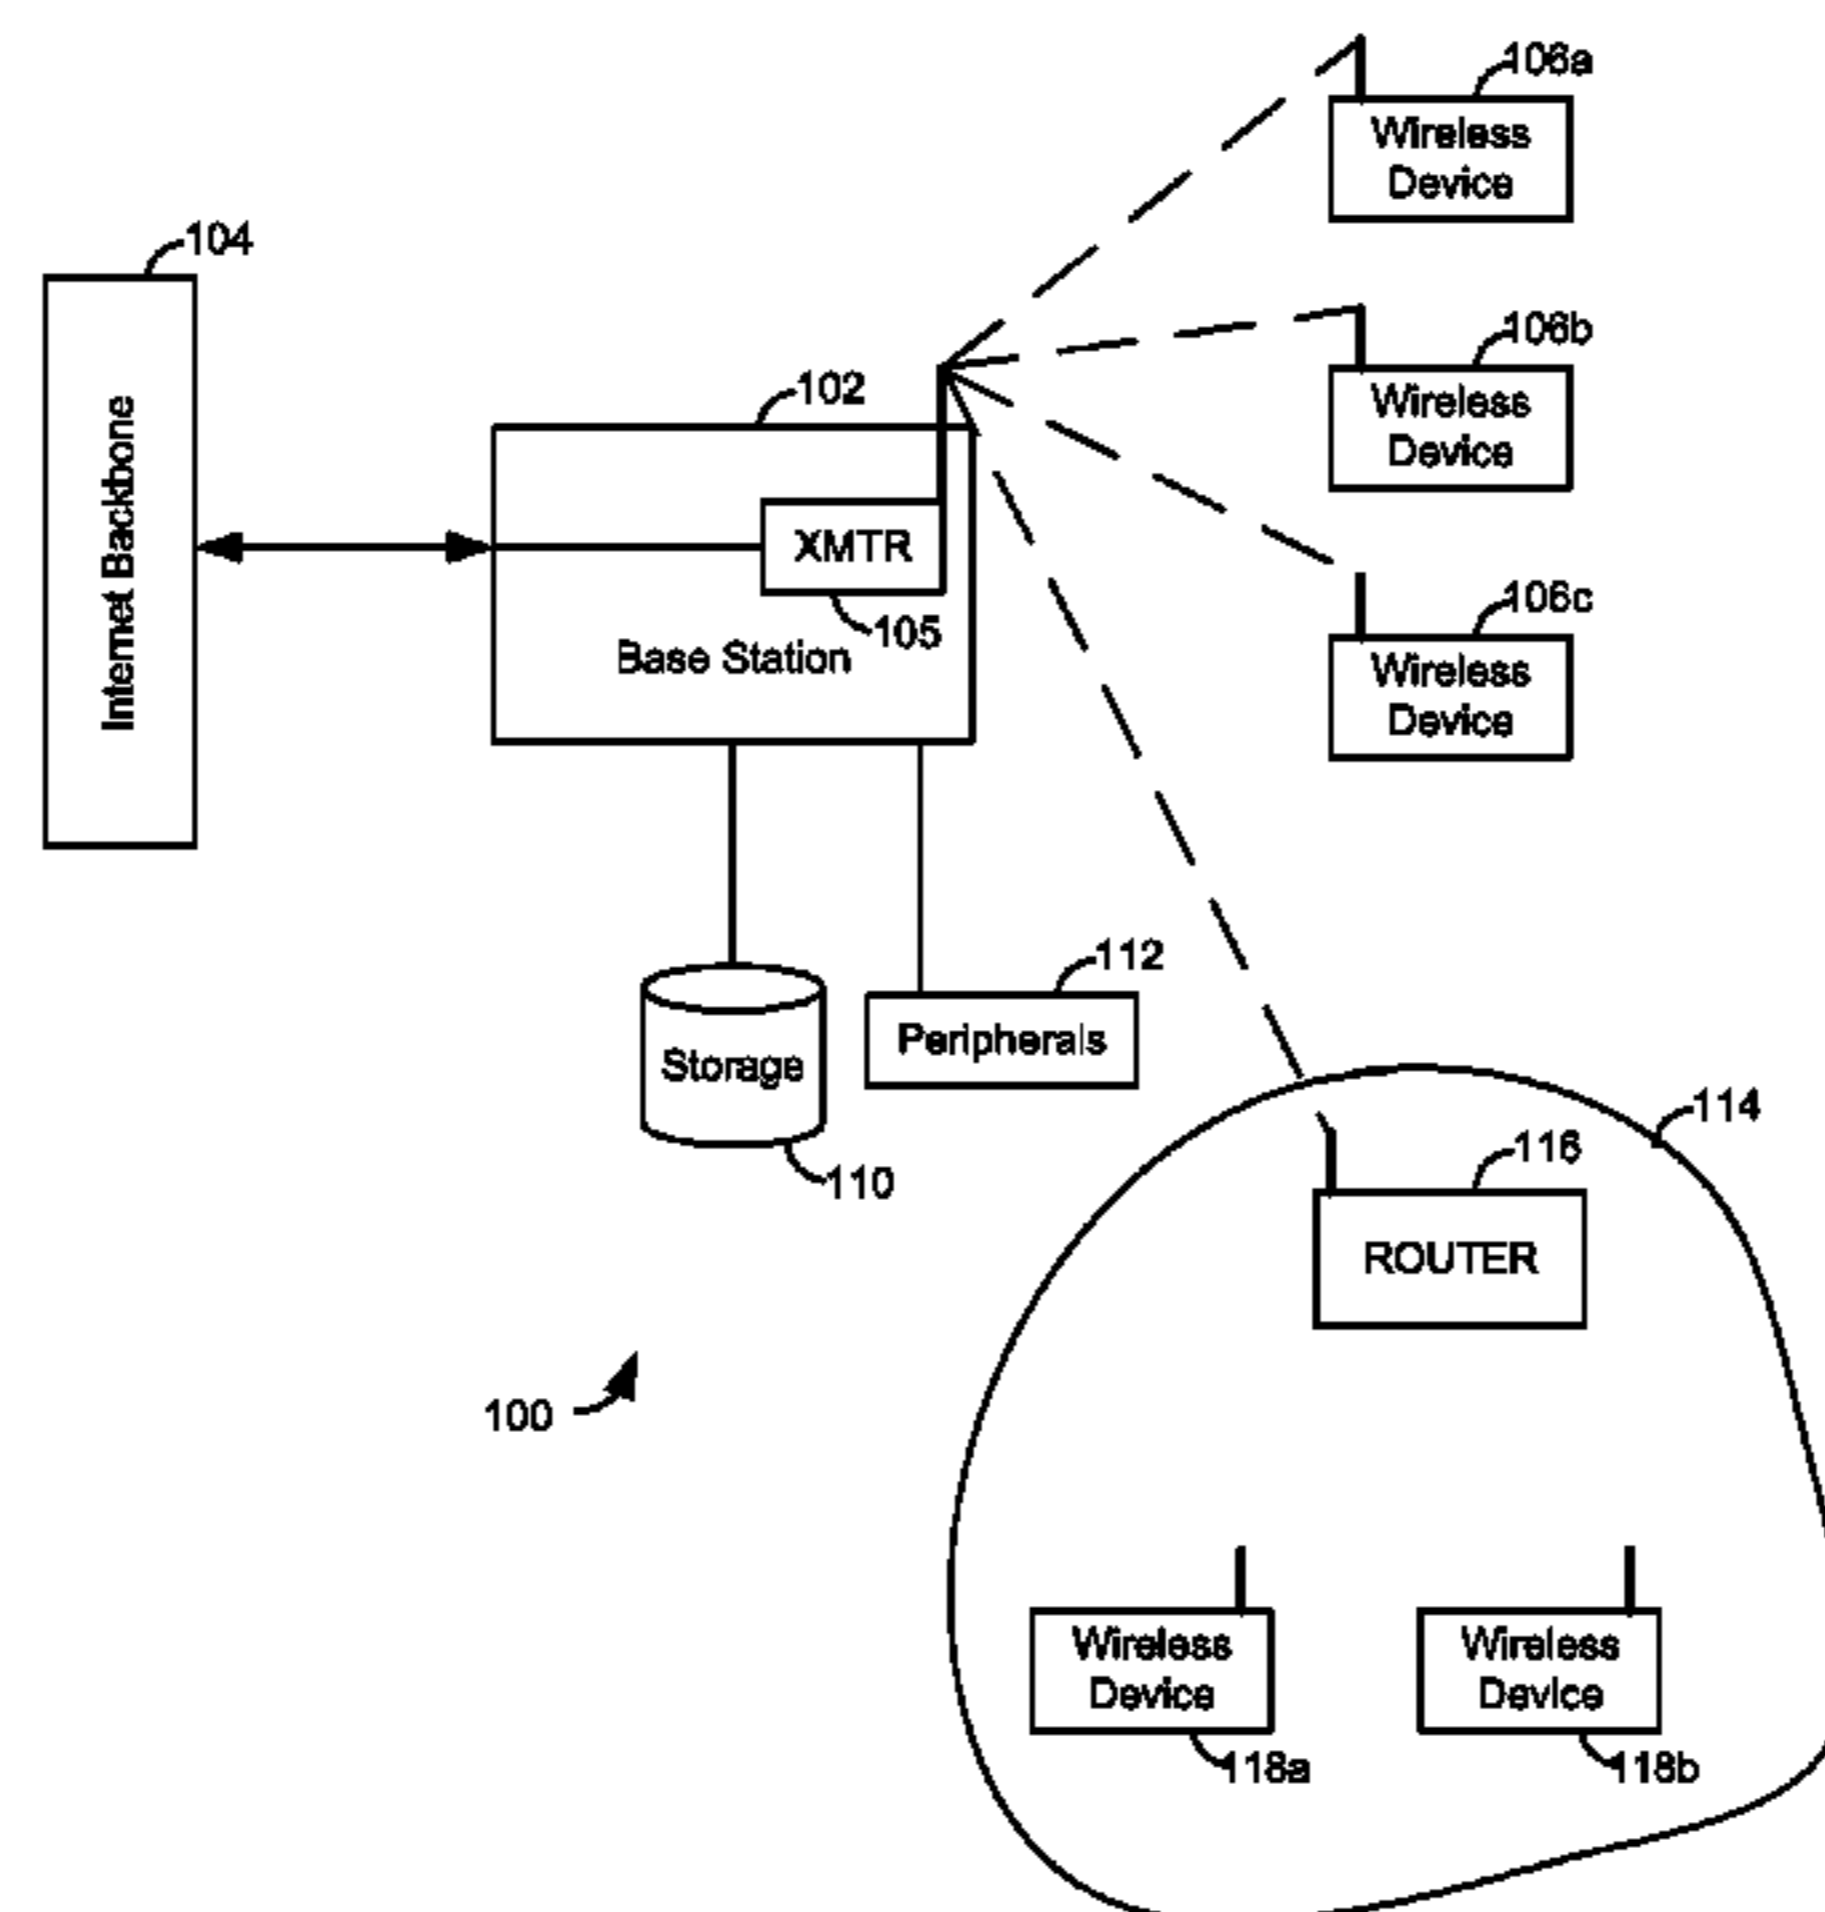 106a
Wireless
Device
104
Internet Backbone
106b
Wireless
Device
102
XMTR
105
Base Station
106c
Wireless
Device
112
Peripherals
Storage
110
114
116
ROUTER
100
Wireless
Device
118a
Wireless
Device
118b